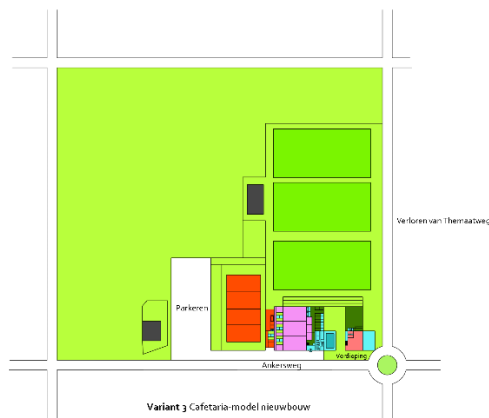 Verloren van Themaatweg
Parkeren
Verdieping
Ankersweg
Variant 3 Cafetaria-model nieuwbouw